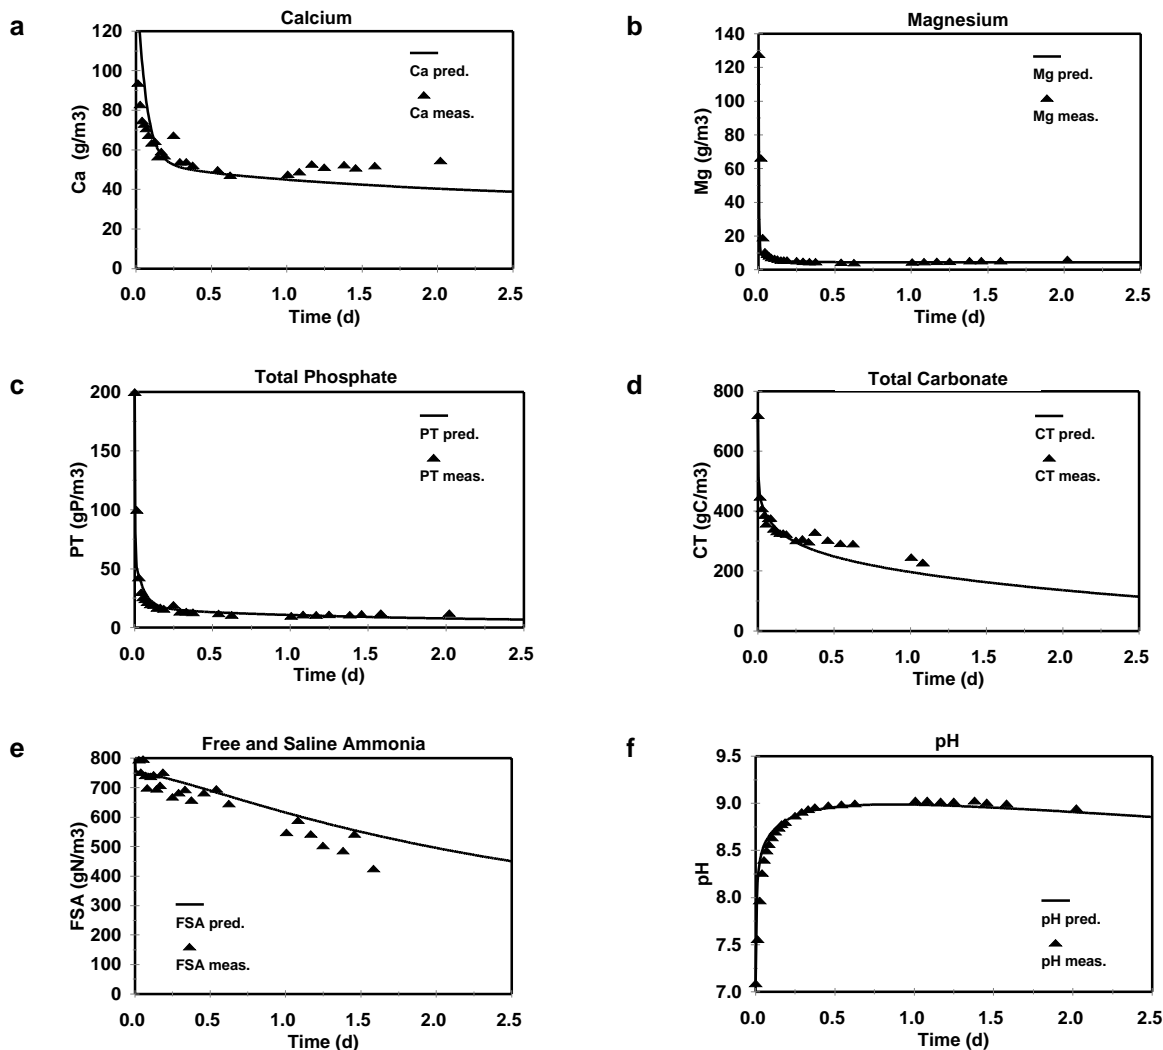 a
Calcium
120
100
80
60
40
20
0
Ca (g/m3)
Ca pred.
Ca meas.
0.0 0.5 1.0 1.5 2.0 2.5
Time (d)
b
Magnesium
140
120
100
80
60
40
20
0
Mg (g/m3)
Mg pred.
Mg meas.
0.0 0.5 1.0 1.5 2.0 2.5
Time (d)
c
Total Phosphate
200
150
100
50
0
PT (gP/m3)
PT pred.
PT meas.
0.0 0.5 1.0 1.5 2.0 2.5
Time (d)
d
Total Carbonate
800
600
400
200
0
CT (gC/m3)
CT pred.
CT meas.
0.0 0.5 1.0 1.5 2.0 2.5
Time (d)
e
Free and Saline Ammonia
800
700
600
500
400
300
200
100
0
FSA (gN/m3)
FSA pred.
FSA meas.
0.0 0.5 1.0 1.5 2.0 2.5
Time (d)
f
pH
9.5
9.0
8.5
8.0
7.5
7.0
pH
pH pred.
pH meas.
0.0 0.5 1.0 1.5 2.0 2.5
Time (d)